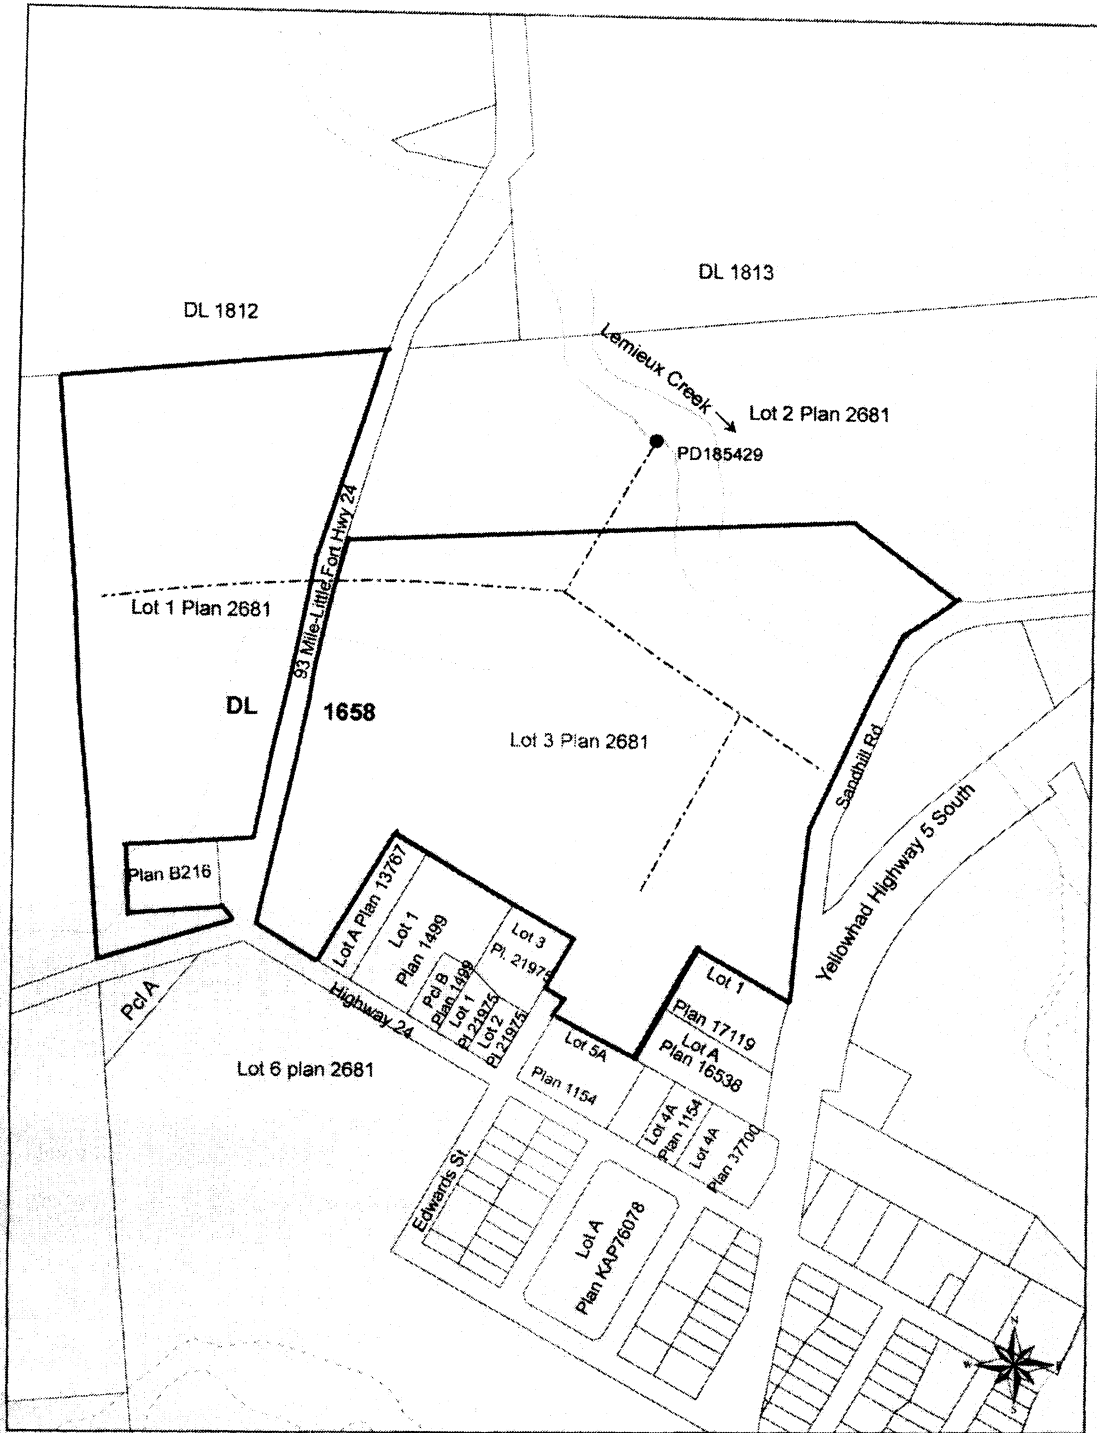 DL 1813
DL 1812
Lemieux Creek
Lot 2 Plan 2681
PD185429
93 Mile-Little Fort Hwy 24
Lot 1 Plan 2681
DL 1658
Lot 3 Plan 2681
Sandhill Rd
Yellowhad Highway 5 South
Plan B216
Lot A Plan 13767
Lot 1
Plan 1499
Lot 3
Pl. 21975
Pcl B
Plan 1499
Lot 1
Pl.21975
Lot 2
Pl.21975
Lot 1
Plan 17119
Lot A
Plan 16538
Pcl A
Highway 24
Lot 5A
Plan 1154
Lot 6 plan 2681
Lot 4A
Plan 1154
Lot 4A
Plan 37700
Edwards St.
Lot A
Plan KAP76078
N
W
E
S